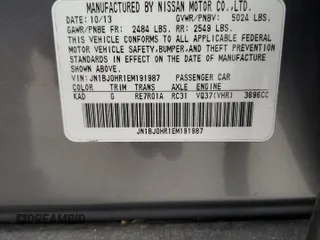 MANUFACTURED BY NISSAN MOTOR CO.,LTD.
DATE: 10/13 GVWR/PNBV: 5024 LBS.
GAWR/PNBE FR: 2484 LBS. RR: 2549 LBS.
THIS VEHICLE CONFORMS TO ALL APPLICABLE FEDERAL
MOTOR VEHICLE SAFETY,BUMPER,AND THEFT PREVENTION
STANDARDS IN EFFECT ON THE DATE OF MANUFACTURE
SHOWN ABOVE.
VIN: JN1BJ0HR1EM191987 PASSENGER CAR
COLOR TRIM TRANS AXLE ENGINE
KAD G RE7R01A RC31 VQ37(VHR) 3696CC
JN1BJ0HR1EM191987
DREAMBID